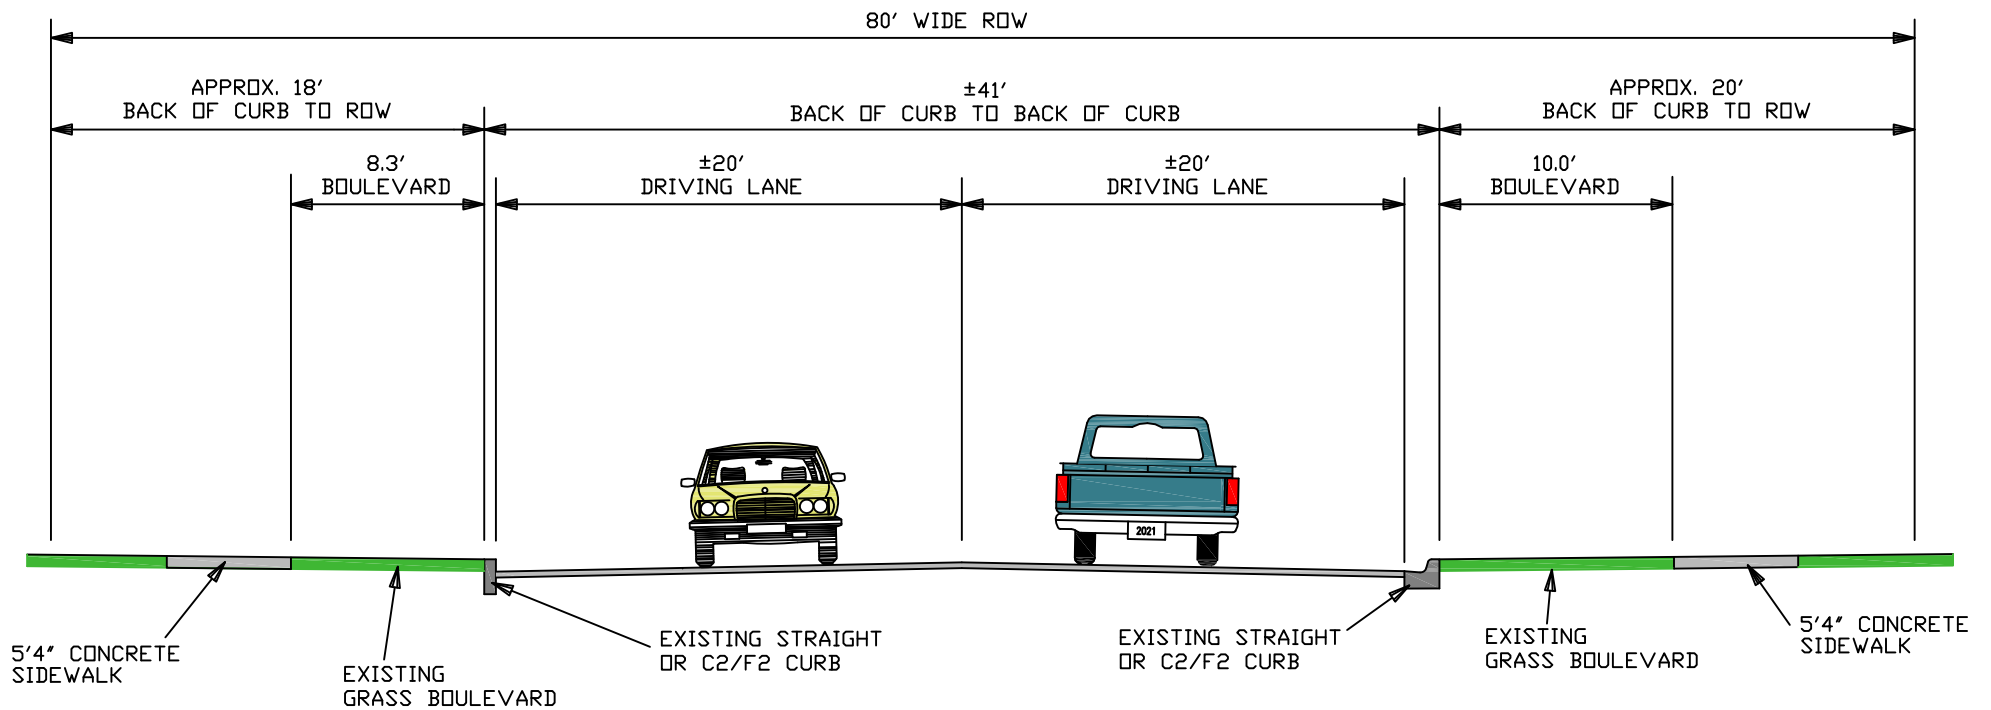 80' WIDE ROW
APPROX. 18'
BACK OF CURB TO ROW
±41'
BACK OF CURB TO BACK OF CURB
APPROX. 20'
BACK OF CURB TO ROW
8.3'
BOULEVARD
±20'
DRIVING LANE
±20'
DRIVING LANE
10.0'
BOULEVARD
2021
5'4" CONCRETE
SIDEWALK
EXISTING
GRASS BOULEVARD
EXISTING STRAIGHT
OR C2/F2 CURB
EXISTING STRAIGHT
OR C2/F2 CURB
EXISTING
GRASS BOULEVARD
5'4" CONCRETE
SIDEWALK